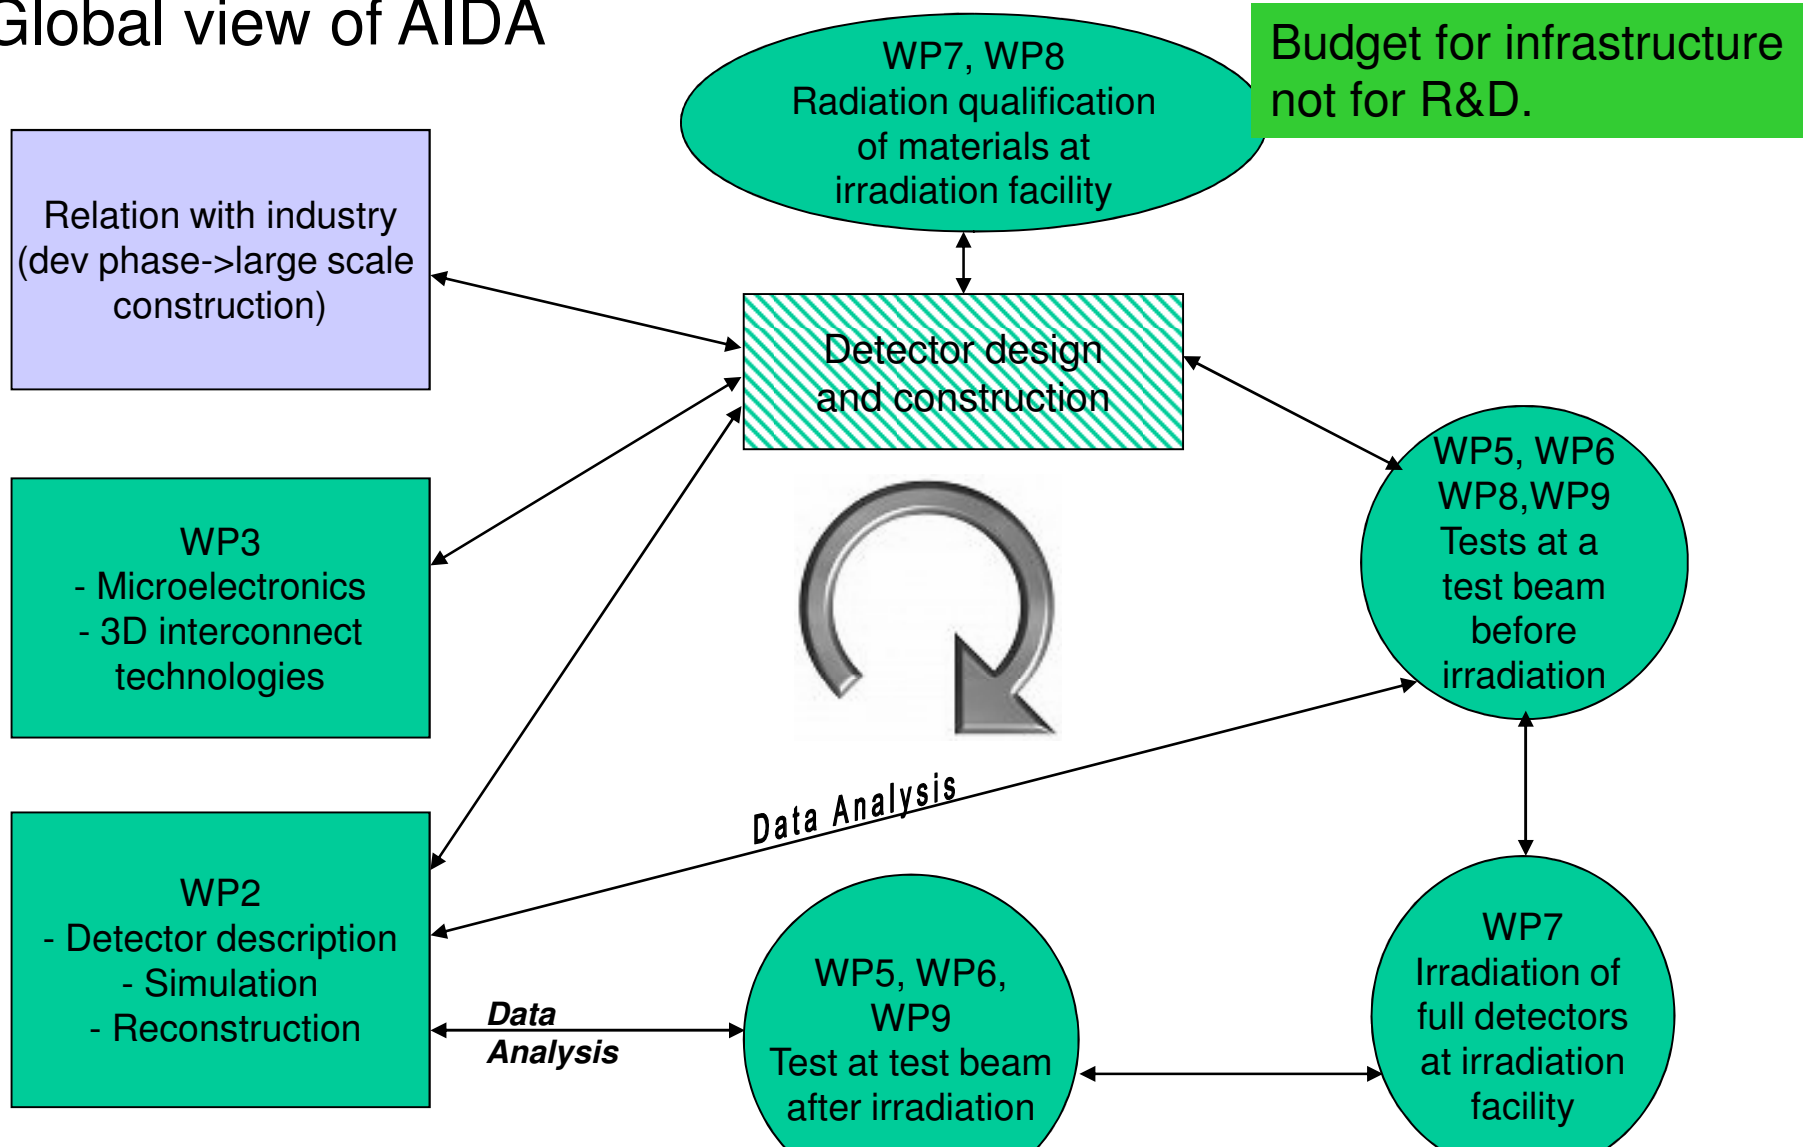 Global view of AIDA
WP7, WP8
Radiation qualification
of materials at
irradiation facility
Budget for infrastructure
not for R&D.
Relation with industry
(dev phase->large scale
construction)
Detector design
and construction
WP5, WP6
WP8,WP9
Tests at a
test beam
before
irradiation
WP3
- Microelectronics
- 3D interconnect
technologies
Data Analysis
WP2
- Detector description
- Simulation
- Reconstruction
Data
Analysis
WP5, WP6,
WP9
Test at test beam
after irradiation
WP7
Irradiation of
full detectors
at irradiation
facility